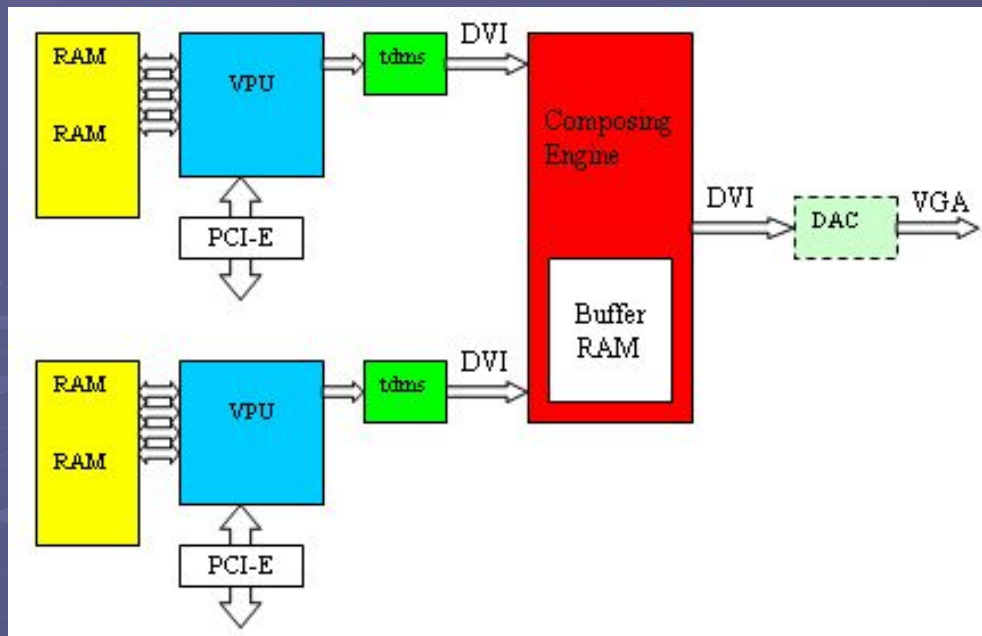 RAM
RAM
VPU
tdms
DVI
PCI-E
Composing
Engine
Buffer
RAM
DVI
DAC
VGA
RAM
RAM
VPU
tdms
DVI
PCI-E